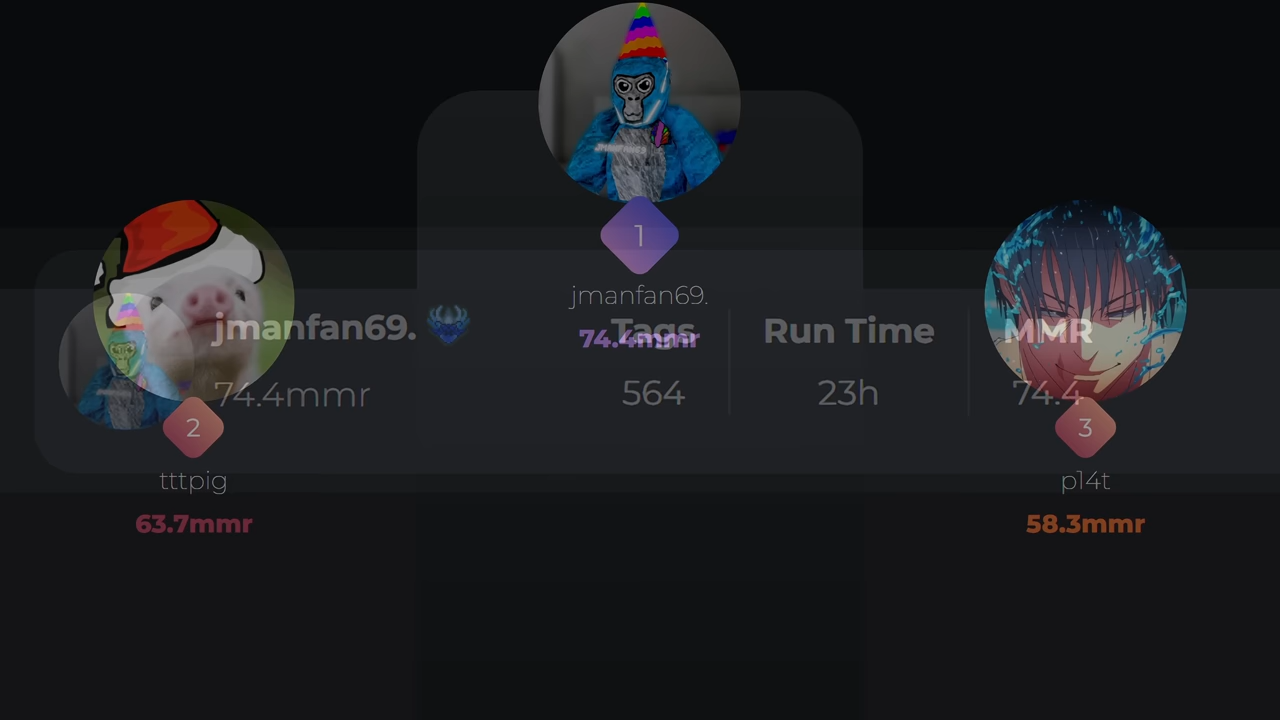 1
jmanfan69.
74.4mmr
jmanfan69.
74.4mmr
Tags
564
Run Time
23h
MMR
74.4
2
tttpig
63.7mmr
3
p14t
58.3mmr